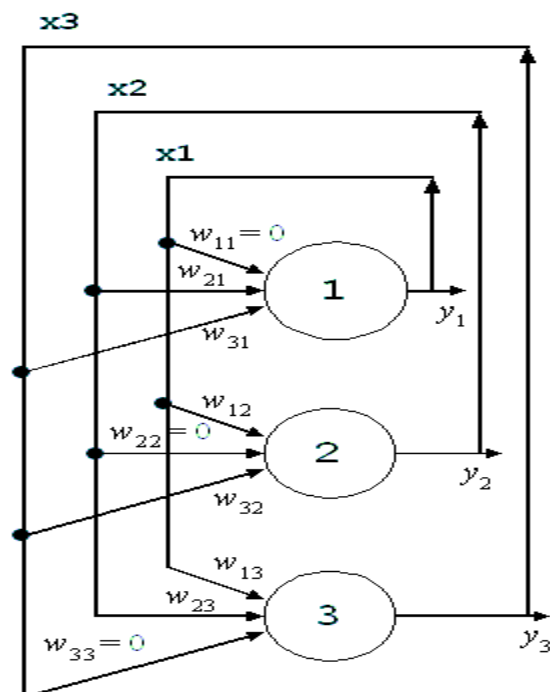 x3
x2
x1
w11 = 0
w21
1
y1
w31
w12
w22 = 0
2
y2
w32
w13
w23
3
w33 = 0
y3